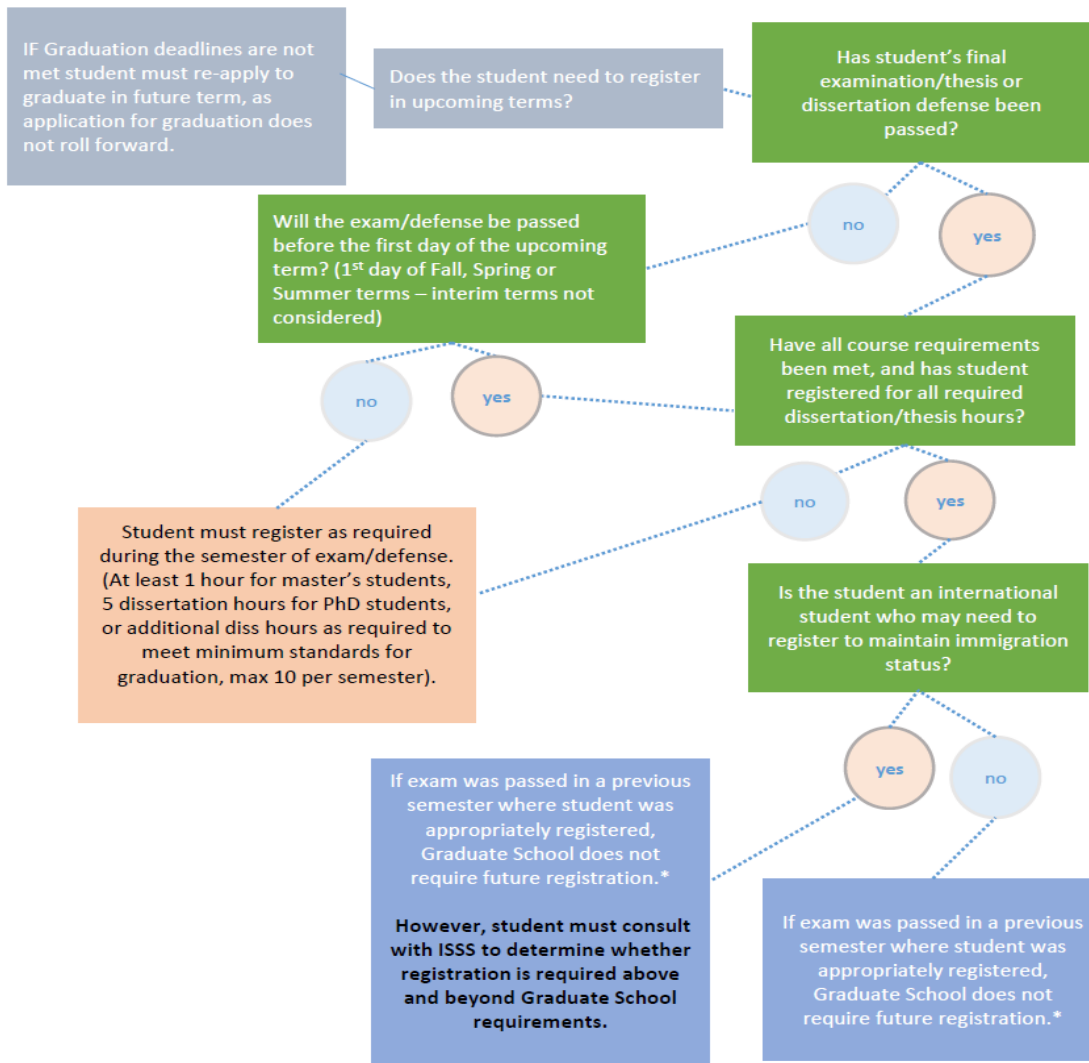 IF Graduation deadlines are not
met student must re-apply to
graduate in future term, as
application for graduation does
not roll forward.
Does the student need to register
in upcoming terms?
Has student's final
examination/thesis or
dissertation defense been
passed?
no
yes
Will the exam/defense be passed
before the first day of the upcoming
term? (1st day of Fall, Spring or
Summer terms – interim terms not
considered)
no
yes
Have all course requirements
been met, and has student
registered for all required
dissertation/thesis hours?
no
yes
Student must register as required
during the semester of exam/defense.
(At least 1 hour for master's students,
5 dissertation hours for PhD students,
or additional diss hours as required to
meet minimum standards for
graduation, max 10 per semester).
Is the student an international
student who may need to
register to maintain immigration
status?
yes
no
If exam was passed in a previous
semester where student was
appropriately registered,
Graduate School does not
require future registration.*
However, student must consult
with ISSS to determine whether
registration is required above
and beyond Graduate School
requirements.
If exam was passed in a previous
semester where student was
appropriately registered,
Graduate School does not
require future registration.*